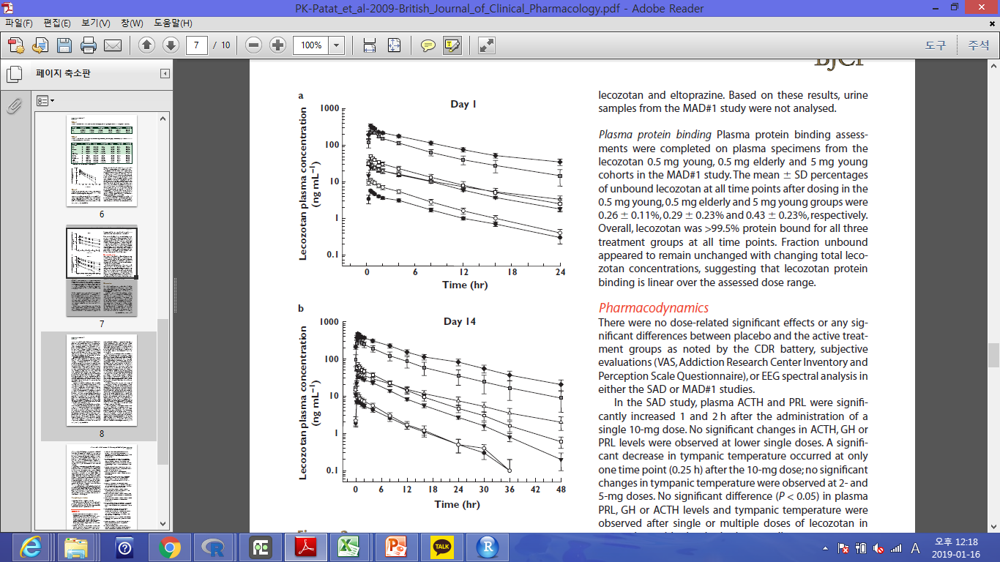 PK-Patat_et_al-2009-British_Journal_of_Clinical_Pharmacology.pdf - Adobe Reader
파일(F) 편집(E) 보기(V) 창(W) 도움말(H)
7 / 10 100% 도구 주석
페이지 축소판
6
7
8
BJCP
a
Day 1
Lecozotan plasma concentration
(ng mL⁻¹)
1000
100
10
1
0.1
0 6 12 18 24
Time (hr)
b
Day 14
Lecozotan plasma concentration
(ng mL⁻¹)
1000
100
10
1
0.1
0 6 12 18 24 30 36 42 48
Time (hr)
lecozotan and eltoprazine. Based on these results, urine
samples from the MAD#1 study were not analysed.
Plasma protein binding Plasma protein binding assess-
ments were completed on plasma specimens from the
lecozotan 0.5 mg young, 0.5 mg elderly and 5 mg young
cohorts in the MAD#1 study. The mean ± SD percentages
of unbound lecozotan at all time points after dosing in the
0.5 mg young, 0.5 mg elderly and 5 mg young groups were
0.26 ± 0.11%, 0.29 ± 0.23% and 0.43 ± 0.23%, respectively.
Overall, lecozotan was >99.5% protein bound for all three
treatment groups at all time points. Fraction unbound
appeared to remain unchanged with changing total leco-
zotan concentrations, suggesting that lecozotan protein
binding is linear over the assessed dose range.
Pharmacodynamics
There were no dose-related significant effects or any sig-
nificant differences between placebo and the active treat-
ment groups as noted by the CDR battery, subjective
evaluations (VAS, Addiction Research Center Inventory and
Perception Scale Questionnaire), or EEG spectral analysis in
either the SAD or MAD#1 studies.
In the SAD study, plasma ACTH and PRL were signifi-
cantly increased 1 and 2 h after the administration of a
single 10-mg dose. No significant changes in ACTH, GH or
PRL levels were observed at lower single doses. A signifi-
cant decrease in tympanic temperature occurred at only
one time point (0.25 h) after the 10-mg dose; no significant
changes in tympanic temperature were observed at 2- and
5-mg doses. No significant difference (P < 0.05) in plasma
PRL, GH or ACTH levels and tympanic temperature were
observed after single or multiple doses of lecozotan in
TALK
A
오후 12:18
2019-01-16